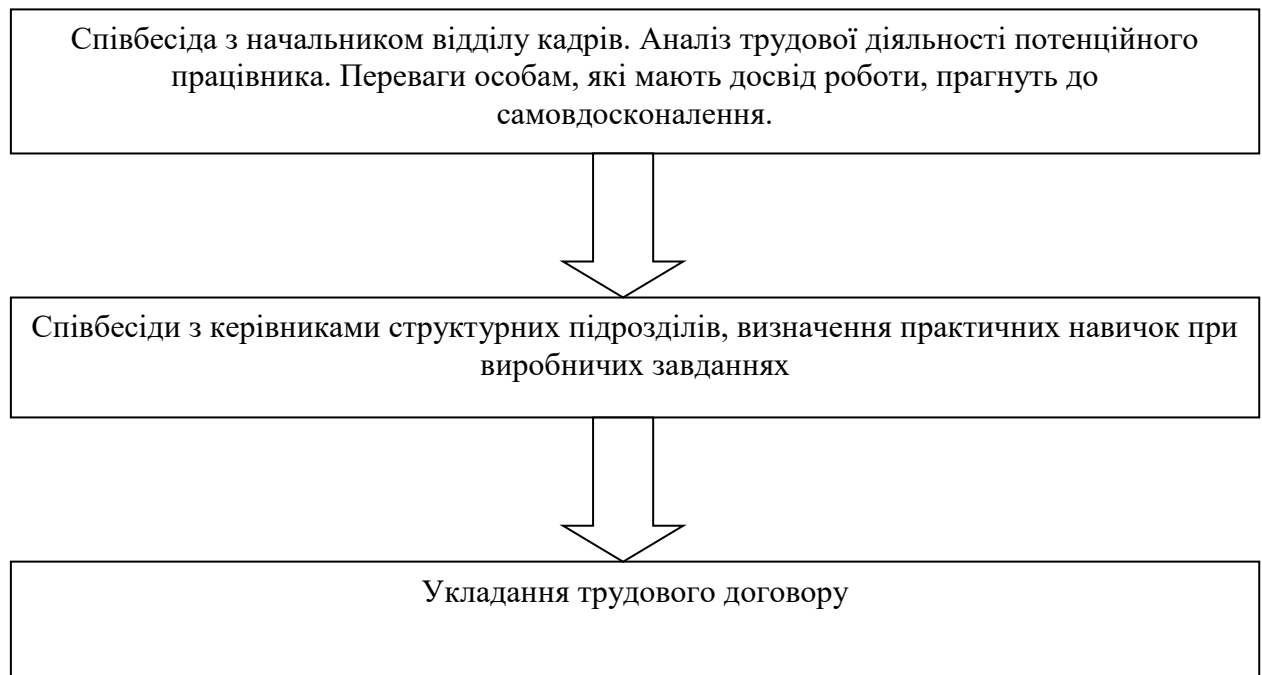 Співбесіда з начальником відділу кадрів. Аналіз трудової діяльності потенційного
працівника. Переваги особам, які мають досвід роботи, прагнуть до
самовдосконалення.
Співбесіди з керівниками структурних підрозділів, визначення практичних навичок при
виробничих завданнях
Укладання трудового договору